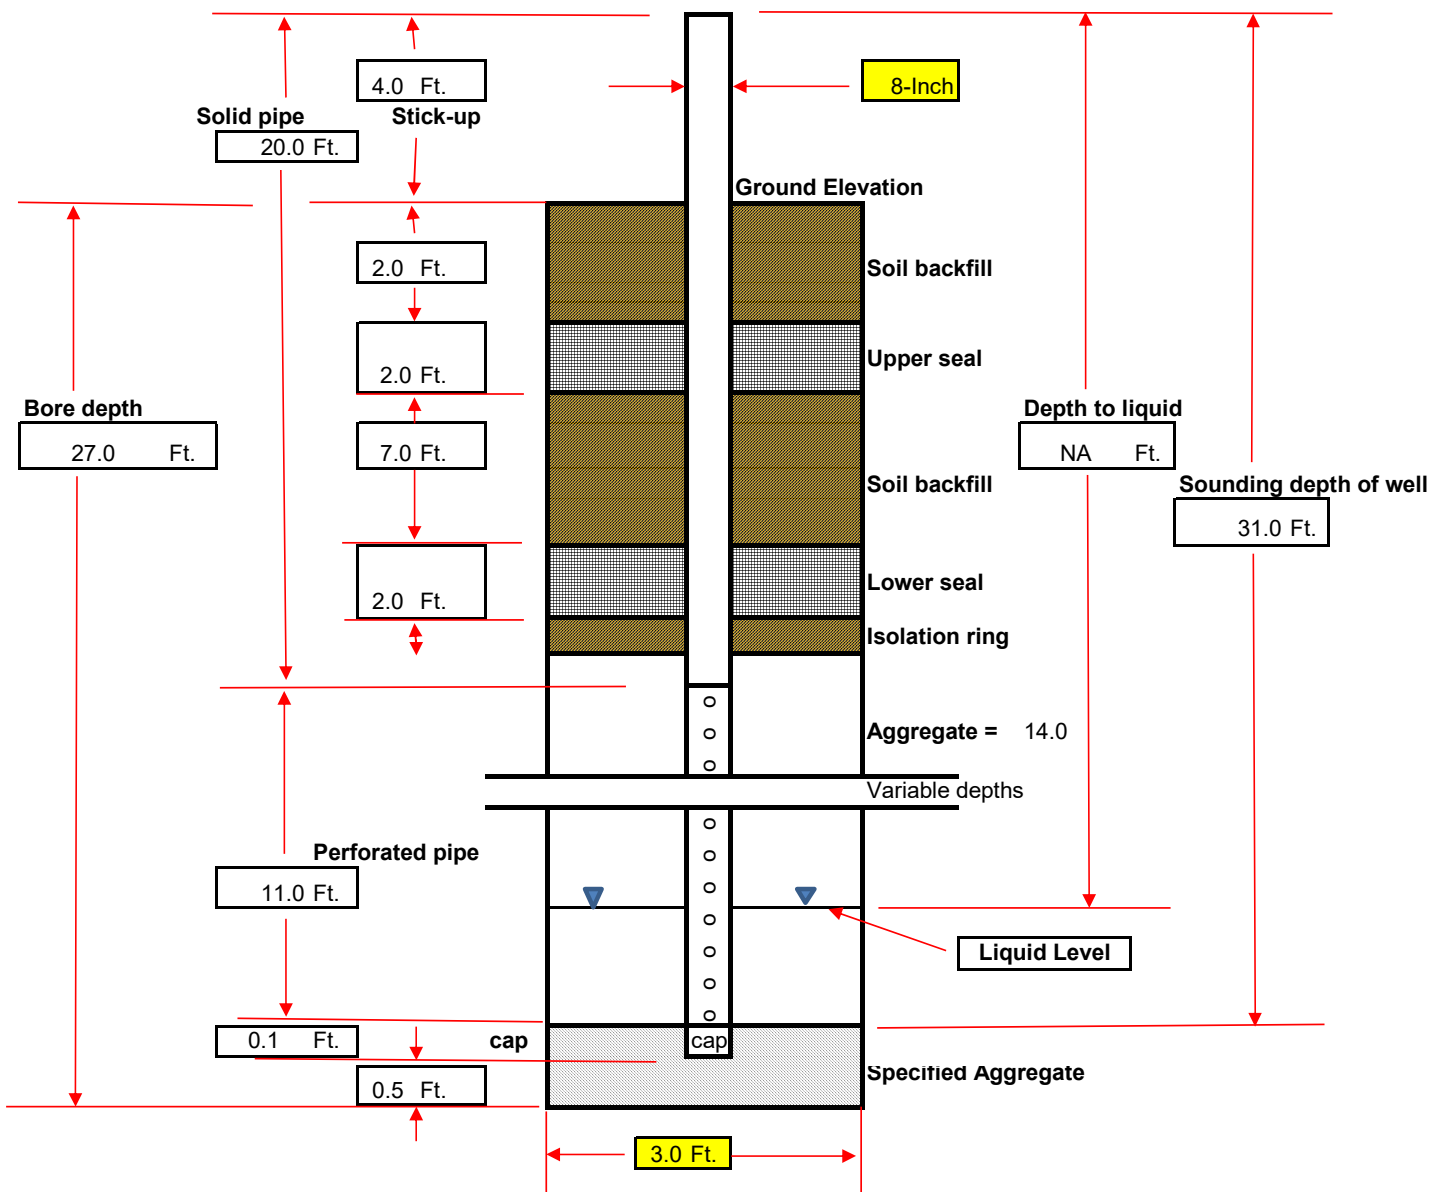 4.0 Ft.
8-Inch
Solid pipe
Stick-up
20.0 Ft.
Ground Elevation
2.0 Ft.
Soil backfill
2.0 Ft.
Upper seal
Bore depth
27.0 Ft.
7.0 Ft.
Depth to liquid
NA Ft.
Soil backfill
Sounding depth of well
31.0 Ft.
2.0 Ft.
Lower seal
Isolation ring
o
o
Aggregate = 14.0
o
Variable depths
o
Perforated pipe
o
11.0 Ft.
o
o
o
Liquid Level
o
o
0.1 Ft.
cap
cap
Specified Aggregate
0.5 Ft.
3.0 Ft.